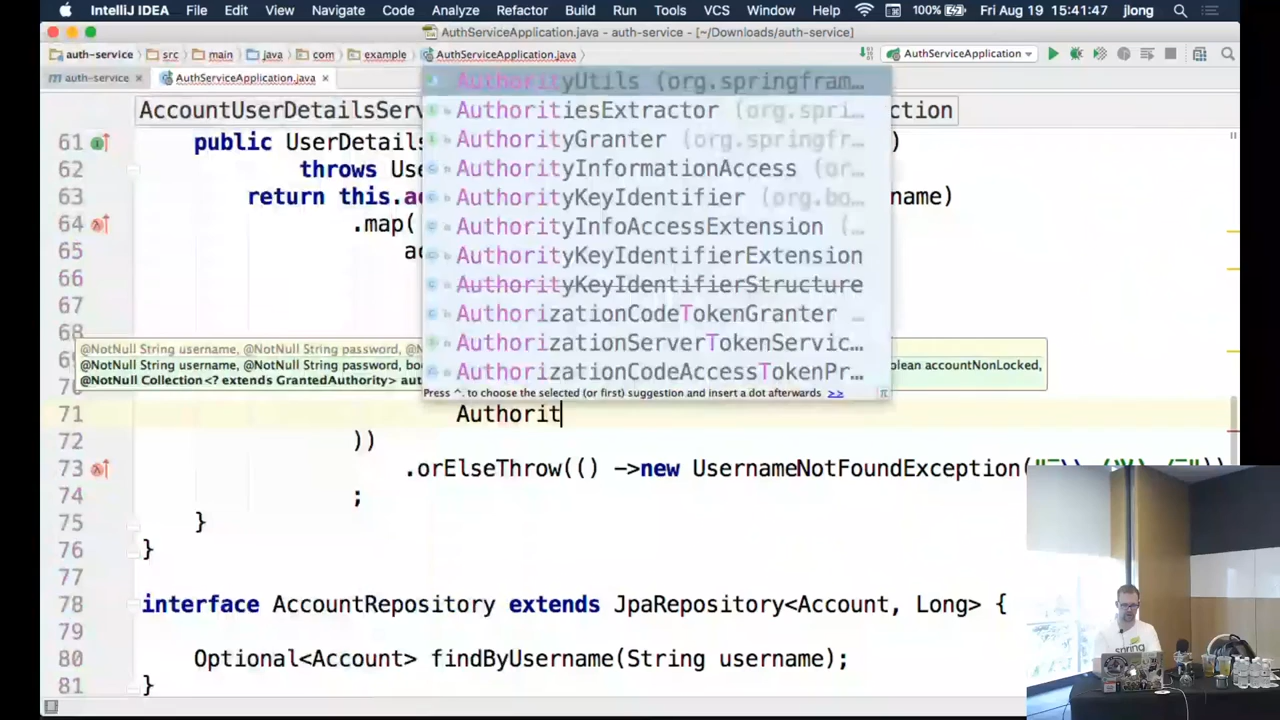 IntelliJ IDEA File Edit View Navigate Code Analyze Refactor Build Run Tools VCS Window Help 100% Fri Aug 19 15:41:47 jlong
AuthServiceApplication.java - auth-service - [~/Downloads/auth-service]
auth-service src main java com example AuthServiceApplication.java AuthServiceApplication
auth-service AuthServiceApplication.java
AccountUserDetailsServ ction
AuthorityUtils (org.springfram…
AuthoritiesExtractor (org.spri…
AuthorityGranter (org.springfr…
AuthorityInformationAccess (or…
AuthorityKeyIdentifier (org.bo…
AuthorityInfoAccessExtension (…
AuthorityKeyIdentifierExtension
AuthorityKeyIdentifierStructure
AuthorizationCodeTokenGranter …
AuthorizationServerTokenServic…
AuthorizationCodeAccessTokenPr…
Press ^. to choose the selected (or first) suggestion and insert a dot afterwards >>
61 public UserDetails )
62 throws Use
63 return this.ac name)
64 .map(
65 ac
66
67
68
@NotNull String username, @NotNull String password, @N
@NotNull String username, @NotNull String password, boo olean accountNonLocked,
@NotNull Collection<? extends GrantedAuthority> aut
71 Authorit
72 ))
73 .orElseThrow(() ->new UsernameNotFoundException(
74 ;
75 }
76 }
77
78 interface AccountRepository extends JpaRepository<Account, Long> {
79
80 Optional<Account> findByUsername(String username);
81 }
spring